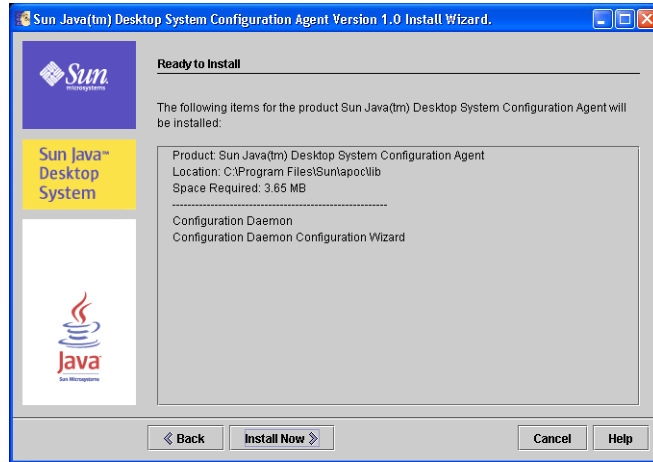 Sun Java(tm) Desktop System Configuration Agent Version 1.0 Install Wizard.
Sun
microsystems
Ready to Install
The following items for the product Sun Java(tm) Desktop System Configuration Agent will
be installed:
Sun Java™
Desktop
System
Product: Sun Java(tm) Desktop System Configuration Agent
Location: C:\Program Files\Sun\apoc\lib
Space Required: 3.65 MB
------------------------------------------------------
Configuration Daemon
Configuration Daemon Configuration Wizard
Java
Sun Microsystems
Back
Install Now
Cancel
Help